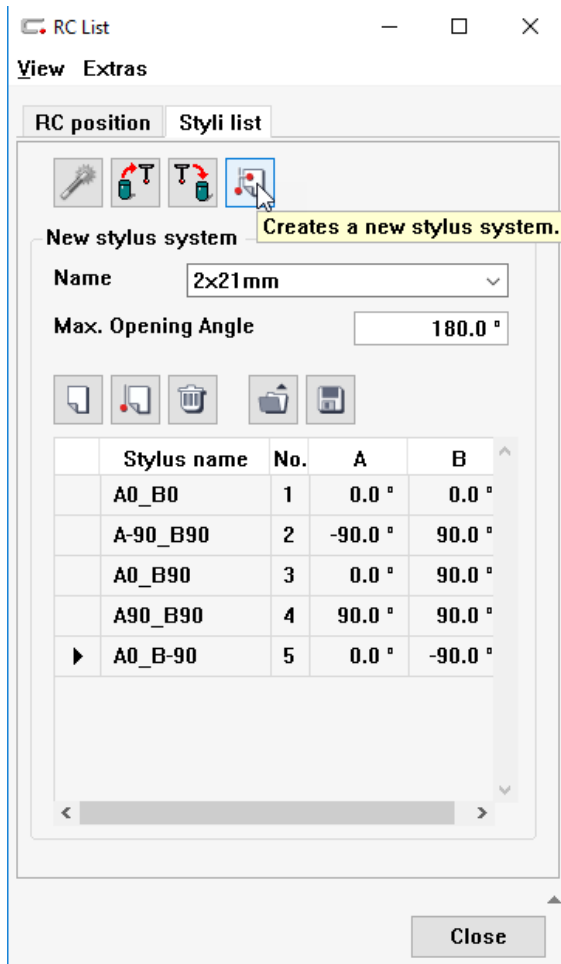 RC List
View Extras
RC position Styli list
Creates a new stylus system.
New stylus system
Name 2x21mm
Max. Opening Angle 180.0 °
Stylus name No. A B
A0_B0 1 0.0 ° 0.0 °
A-90_B90 2 -90.0 ° 90.0 °
A0_B90 3 0.0 ° 90.0 °
A90_B90 4 90.0 ° 90.0 °
A0_B-90 5 0.0 ° -90.0 °
Close